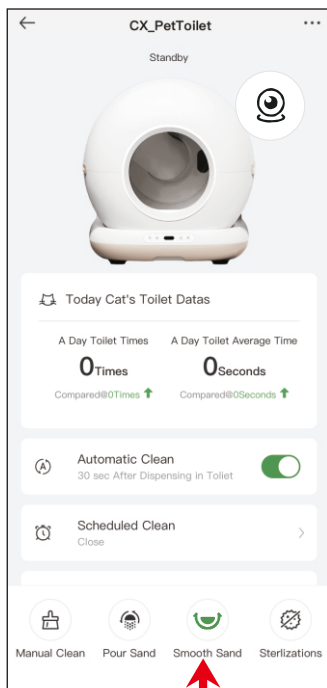 CX_PetToilet
Standby
Today Cat's Toilet Datas
A Day Toilet Times A Day Toilet Average Time
0Times 0Seconds
Compared@0Times Compared@0Seconds
Automatic Clean
30 sec After Dispensing in Toliet
Scheduled Clean
Close
Manual Clean Pour Sand Smooth Sand Sterlizations